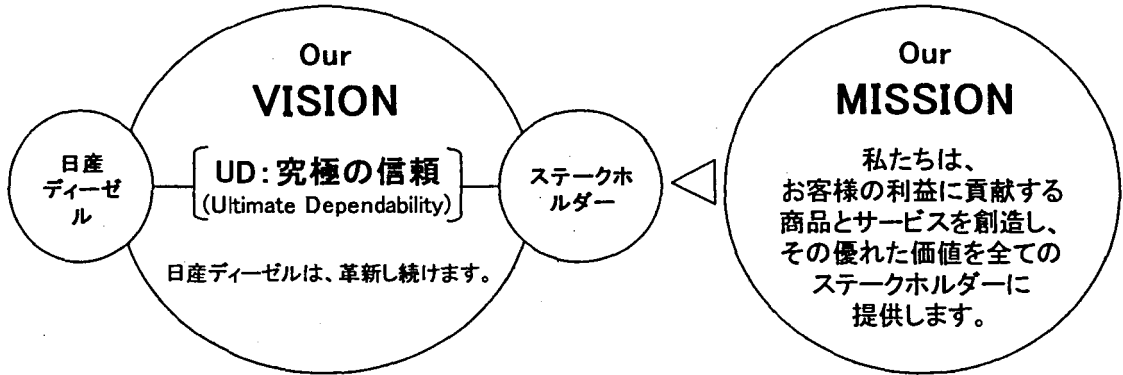 Our
VISION
日産
ディーゼ
ル
UD:究極の信頼
(Ultimate Dependability)
ステークホ
ルダー
日産ディーゼルは、革新し続けます。
Our
MISSION
私たちは、
お客様の利益に貢献する
商品とサービスを創造し、
その優れた価値を全ての
ステークホルダーに
提供します。